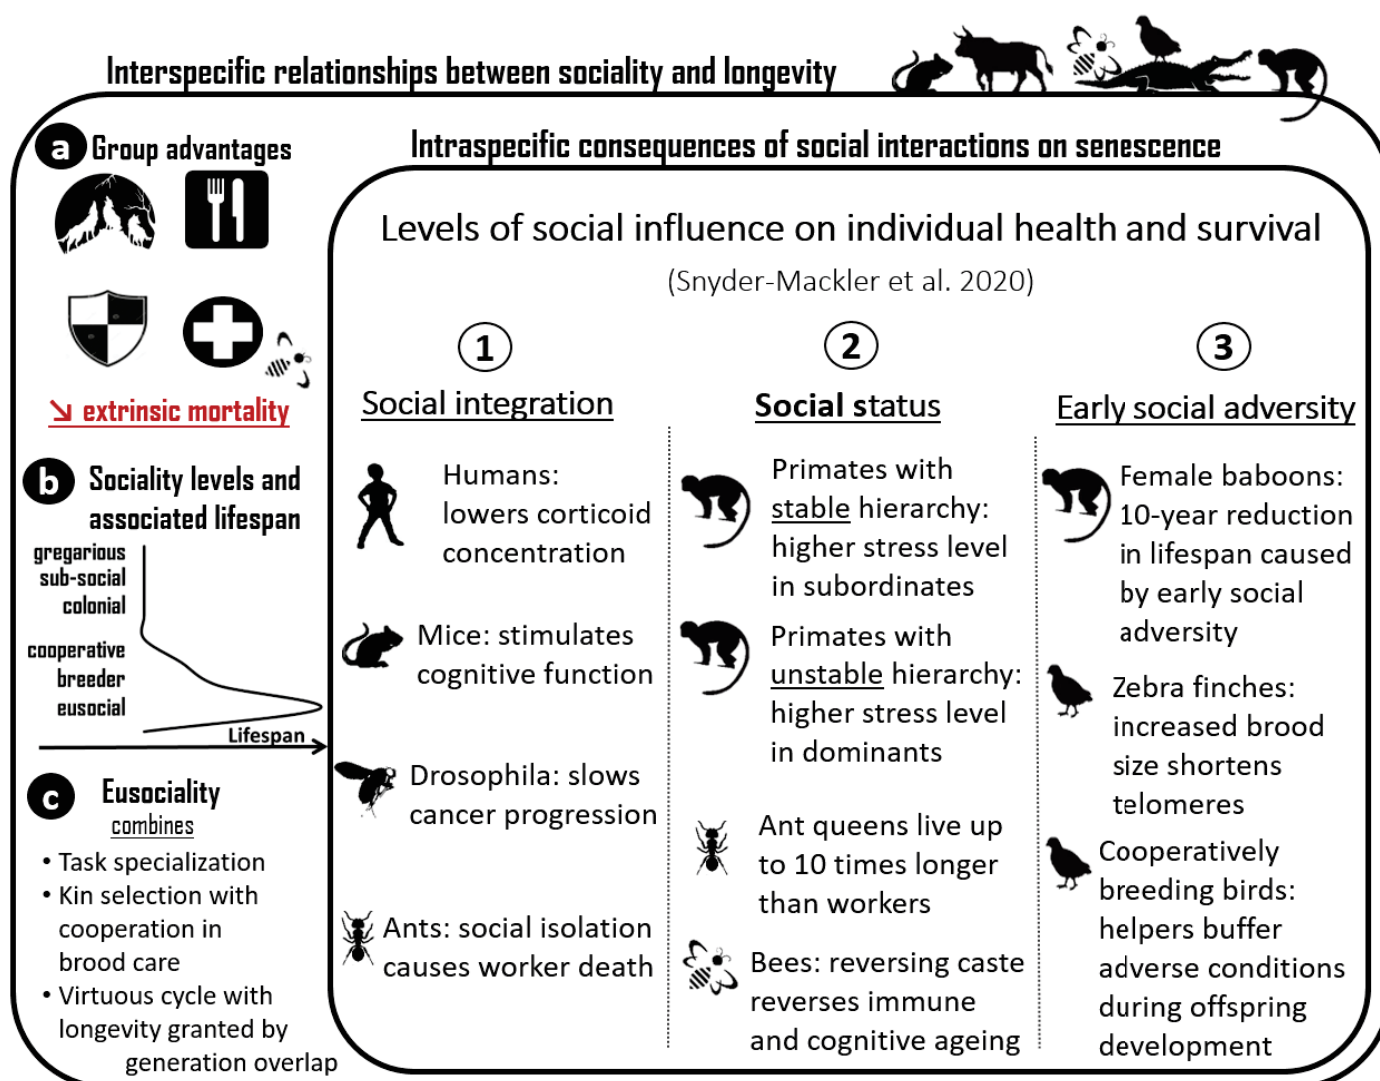 Interspecific relationships between sociality and longevity
a Group advantages
↘ extrinsic mortality
b Sociality levels and
associated lifespan
gregarious
sub-social
colonial
cooperative
breeder
eusocial
Lifespan
c Eusociality
combines
• Task specialization
• Kin selection with
cooperation in
brood care
• Virtuous cycle with
longevity granted by
generation overlap
Intraspecific consequences of social interactions on senescence
Levels of social influence on individual health and survival
(Snyder-Mackler et al. 2020)
1
Social integration
Humans:
lowers corticoid
concentration
Mice: stimulates
cognitive function
Drosophila: slows
cancer progression
Ants: social isolation
causes worker death
2
Social status
Primates with
stable hierarchy:
higher stress level
in subordinates
Primates with
unstable hierarchy:
higher stress level
in dominants
Ant queens live up
to 10 times longer
than workers
Bees: reversing caste
reverses immune
and cognitive ageing
3
Early social adversity
Female baboons:
10-year reduction
in lifespan caused
by early social
adversity
Zebra finches:
increased brood
size shortens
telomeres
Cooperatively
breeding birds:
helpers buffer
adverse conditions
during offspring
development